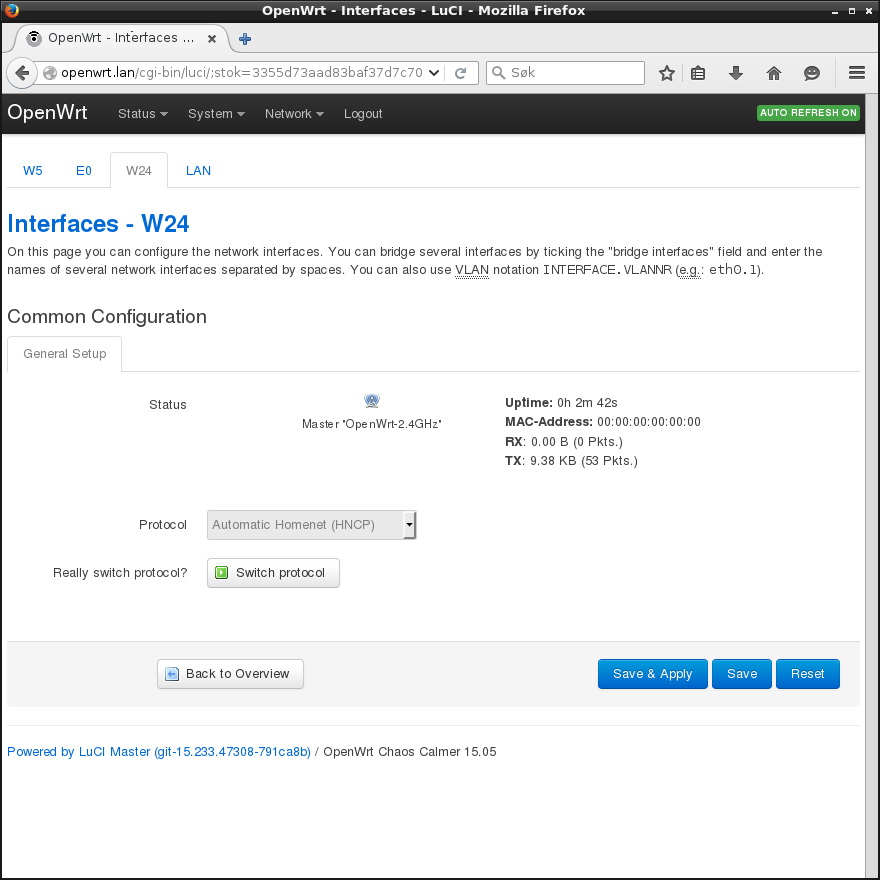 OpenWrt - Interfaces - LuCI - Mozilla Firefox
OpenWrt - Interfaces ...
openwrt.lan/cgi-bin/luci/;stok=3355d73aad83baf37d7c70
Søk
OpenWrt Status System Network Logout AUTO REFRESH ON
W5 E0 W24 LAN
Interfaces - W24
On this page you can configure the network interfaces. You can bridge several interfaces by ticking the "bridge interfaces" field and enter the
names of several network interfaces separated by spaces. You can also use VLAN notation INTERFACE.VLANNR (e.g.: eth0.1).
Common Configuration
General Setup
Status
Master "OpenWrt-2.4GHz"
Uptime: 0h 2m 42s
MAC-Address: 00:00:00:00:00:00
RX: 0.00 B (0 Pkts.)
TX: 9.38 KB (53 Pkts.)
Protocol Automatic Homenet (HNCP)
Really switch protocol? Switch protocol
Back to Overview Save & Apply Save Reset
Powered by LuCI Master (git-15.233.47308-791ca8b) / OpenWrt Chaos Calmer 15.05